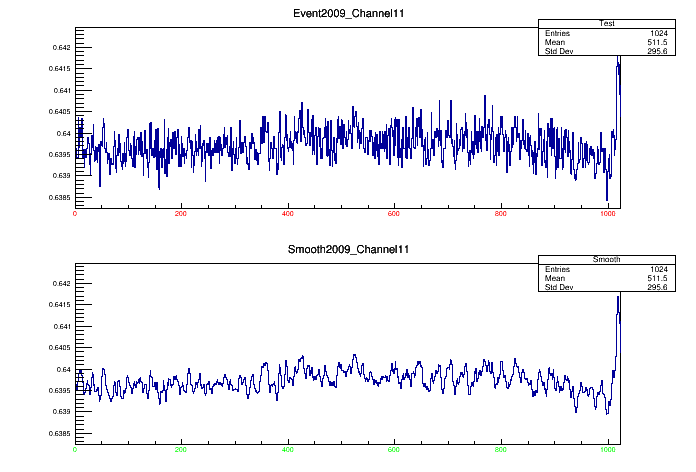 Event2009_Channel11
Test
Entries 1024
Mean 511.5
Std Dev 295.6
0.642
0.6415
0.641
0.6405
0.64
0.6395
0.639
0.6385
0 200 400 600 800 1000
Smooth2009_Channel11
Smooth
Entries 1024
Mean 511.5
Std Dev 295.6
0.642
0.6415
0.641
0.6405
0.64
0.6395
0.639
0.6385
0 200 400 600 800 1000